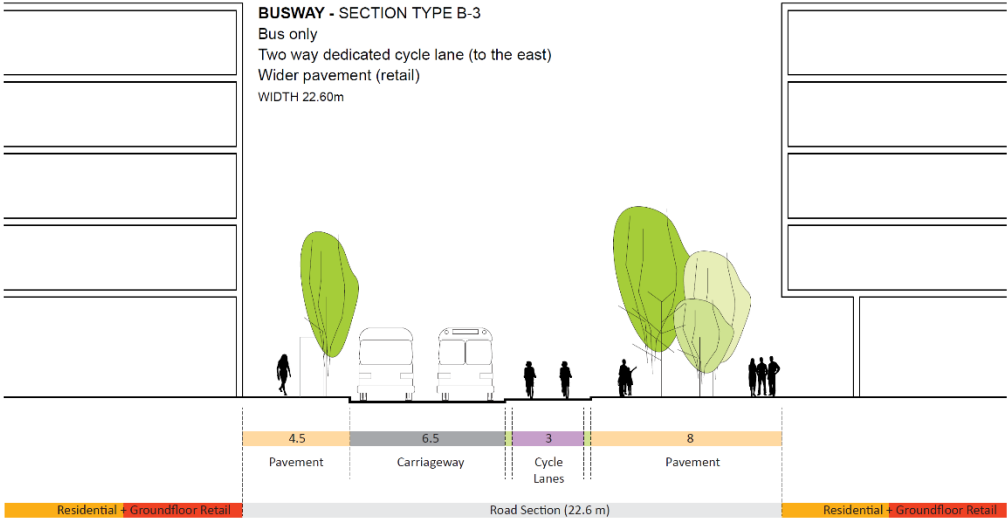 BUSWAY - SECTION TYPE B-3
Bus only
Two way dedicated cycle lane (to the east)
Wider pavement (retail)
WIDTH 22.60m
4.5
6.5
3
8
Pavement
Carriageway
Cycle
Lanes
Pavement
Residential + Groundfloor Retail
Road Section (22.6 m)
Residential + Groundfloor Retail